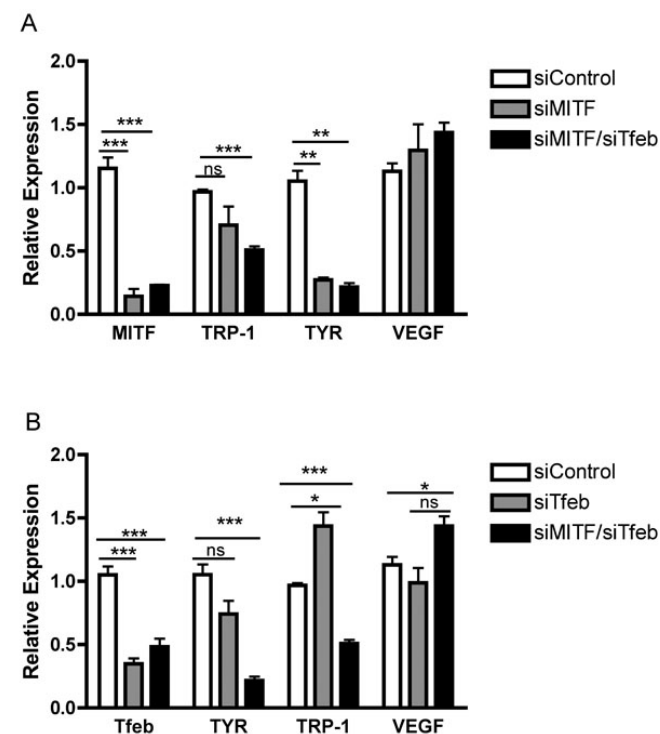 A
2.0
1.5
1.0
0.5
0.0
Relative Expression
***
***
***
ns
**
**
MITF
TRP-1
TYR
VEGF
siControl
siMITF
siMITF/siTfeb
B
2.0
1.5
1.0
0.5
0.0
Relative Expression
***
***
***
ns
***
*
*
ns
Tfeb
TYR
TRP-1
VEGF
siControl
siTfeb
siMITF/siTfeb